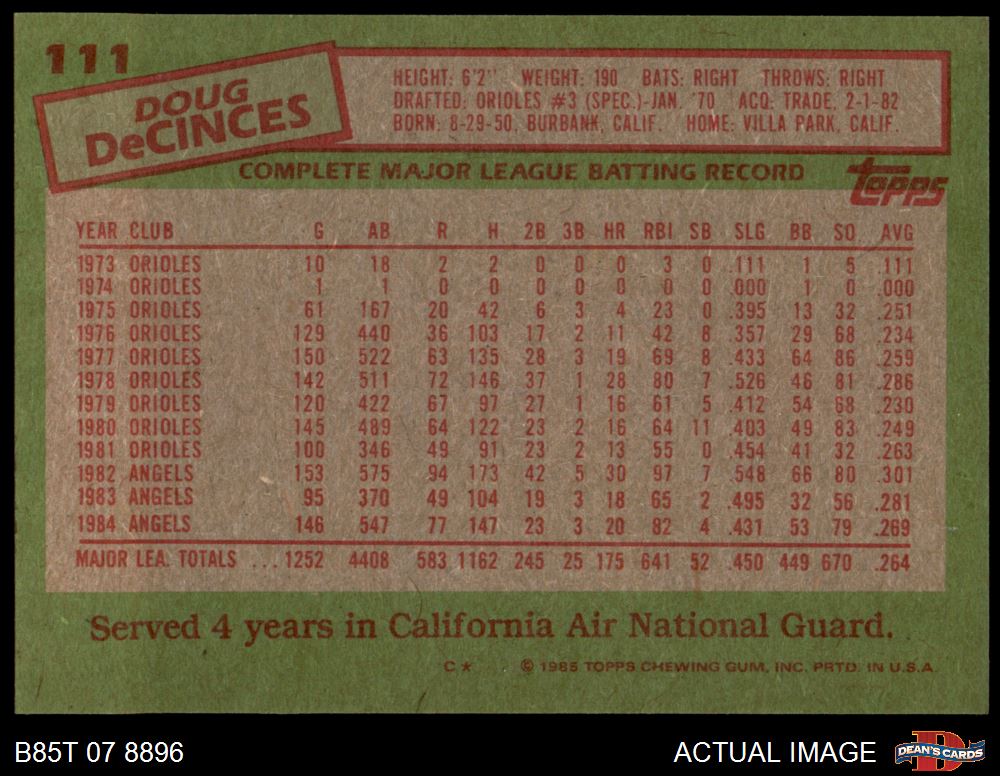 111
DOUG
DeCINCES
HEIGHT: 6'2" WEIGHT: 190 BATS: RIGHT THROWS: RIGHT
DRAFTED: ORIOLES #3 (SPEC.)-JAN. '70 ACQ: TRADE, 2-1-82
BORN: 8-29-50, BURBANK, CALIF. HOME: VILLA PARK, CALIF.
COMPLETE MAJOR LEAGUE BATTING RECORD
Topps
YEAR CLUB G AB R H 2B 3B HR RBI SB SLG BB SO AVG
1973 ORIOLES 10 18 2 2 0 0 0 3 0 .111 1 5 .111
1974 ORIOLES 1 1 0 0 0 0 0 0 0 .000 1 0 .000
1975 ORIOLES 61 167 20 42 6 3 4 23 0 .395 13 32 .251
1976 ORIOLES 129 440 36 103 17 2 11 42 8 .357 29 68 .234
1977 ORIOLES 150 522 63 135 28 3 19 69 8 .433 64 86 .259
1978 ORIOLES 142 511 72 146 37 1 28 80 7 .526 46 81 .286
1979 ORIOLES 120 422 67 97 27 1 16 61 5 .412 54 68 .230
1980 ORIOLES 145 489 64 122 23 2 16 64 11 .403 49 83 .249
1981 ORIOLES 100 346 49 91 23 2 13 55 0 .454 41 32 .263
1982 ANGELS 153 575 94 173 42 5 30 97 7 .548 66 80 .301
1983 ANGELS 95 370 49 104 19 3 18 65 2 .495 32 56 .281
1984 ANGELS 146 547 77 147 23 3 20 82 4 .431 53 79 .269
MAJOR LEA. TOTALS ... 1252 4408 583 1162 245 25 175 641 52 .450 449 670 .264
Served 4 years in California Air National Guard.
C * © 1985 TOPPS CHEWING GUM, INC. PRTD. IN U.S.A.
B85T 07 8896 ACTUAL IMAGE DEAN'S CARDS